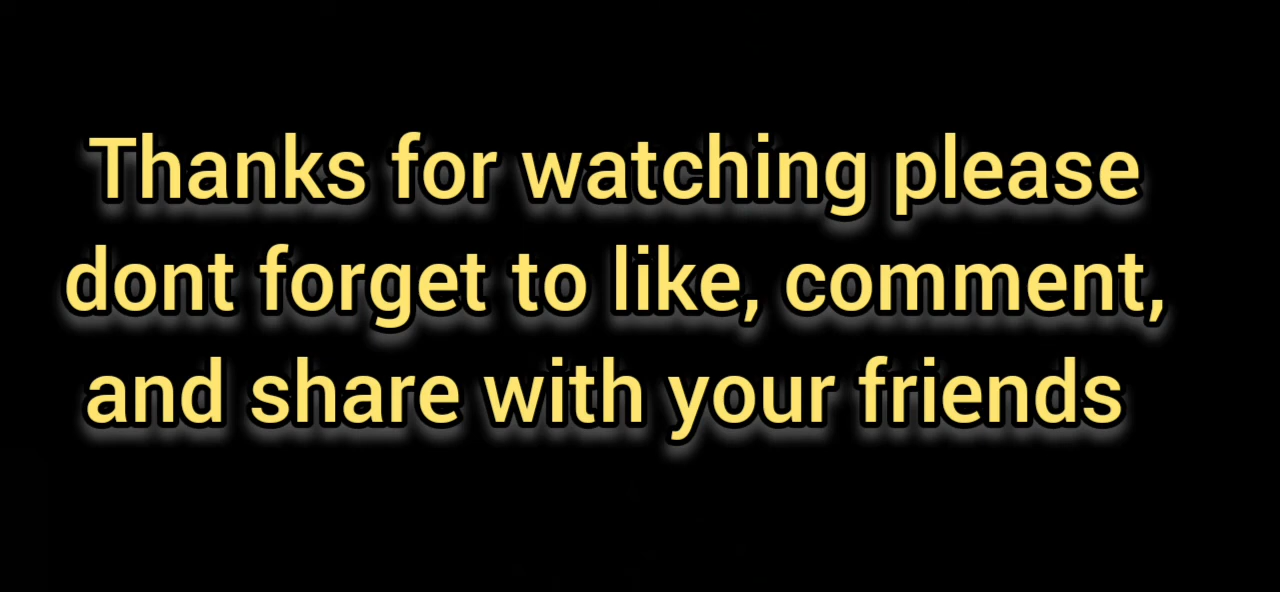 Thanks for watching please
dont forget to like, comment,
and share with your friends